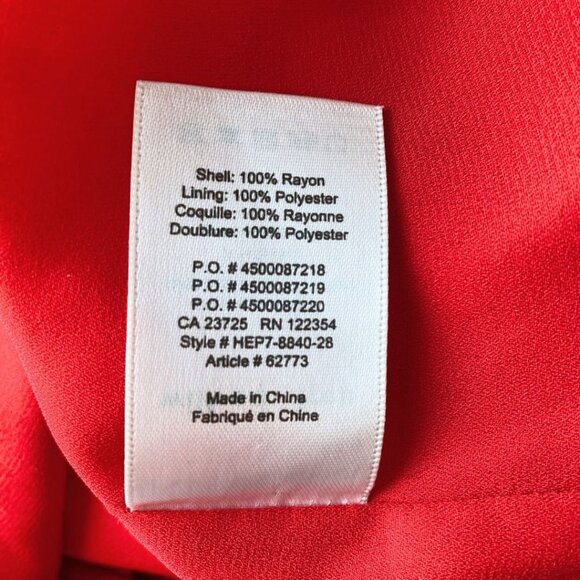 Shell: 100% Rayon
Lining: 100% Polyester
Coquille: 100% Rayonne
Doublure: 100% Polyester
P.O. # 4500087218
P.O. # 4500087219
P.O. # 4500087220
CA 23725 RN 122354
Style # HEP7-8840-28
Article # 62773
Made in China
Fabriqué en Chine